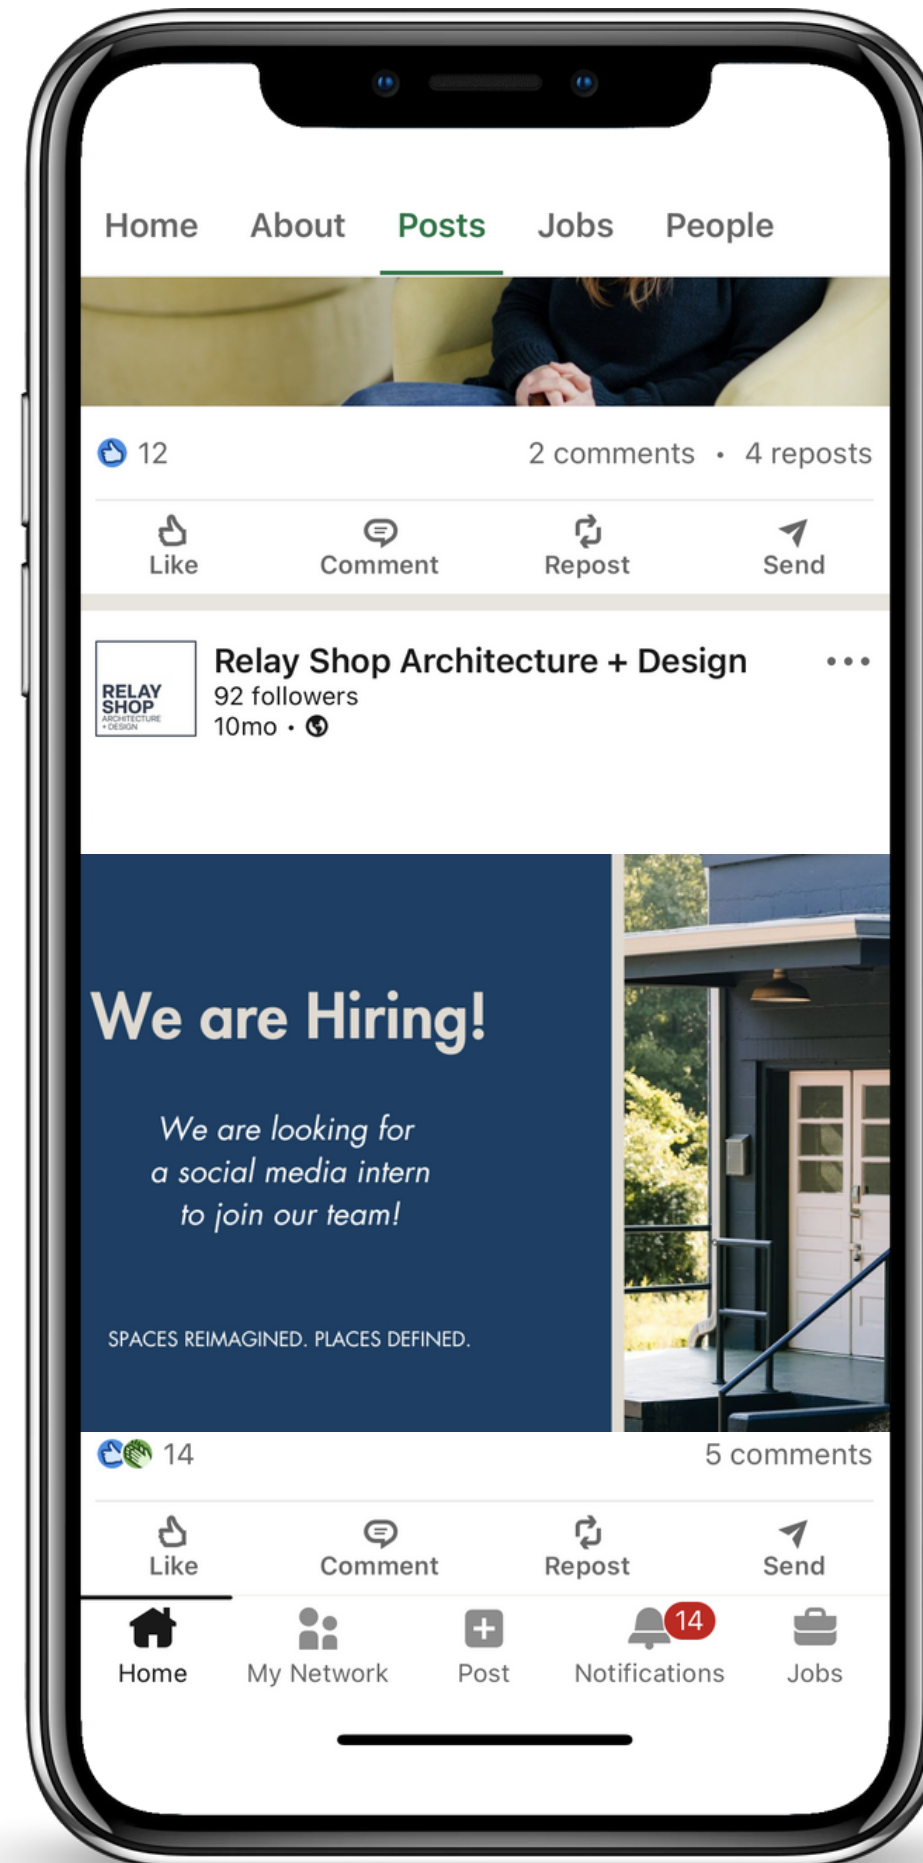 Home About Posts Jobs People
12 2 comments • 4 reposts
Like Comment Repost Send
RELAY
SHOP
ARCHITECTURE
+ DESIGN
Relay Shop Architecture + Design
92 followers
10mo •
We are Hiring!
We are looking for
a social media intern
to join our team!
SPACES REIMAGINED. PLACES DEFINED.
14 5 comments
Like Comment Repost Send
14
Home My Network Post Notifications Jobs